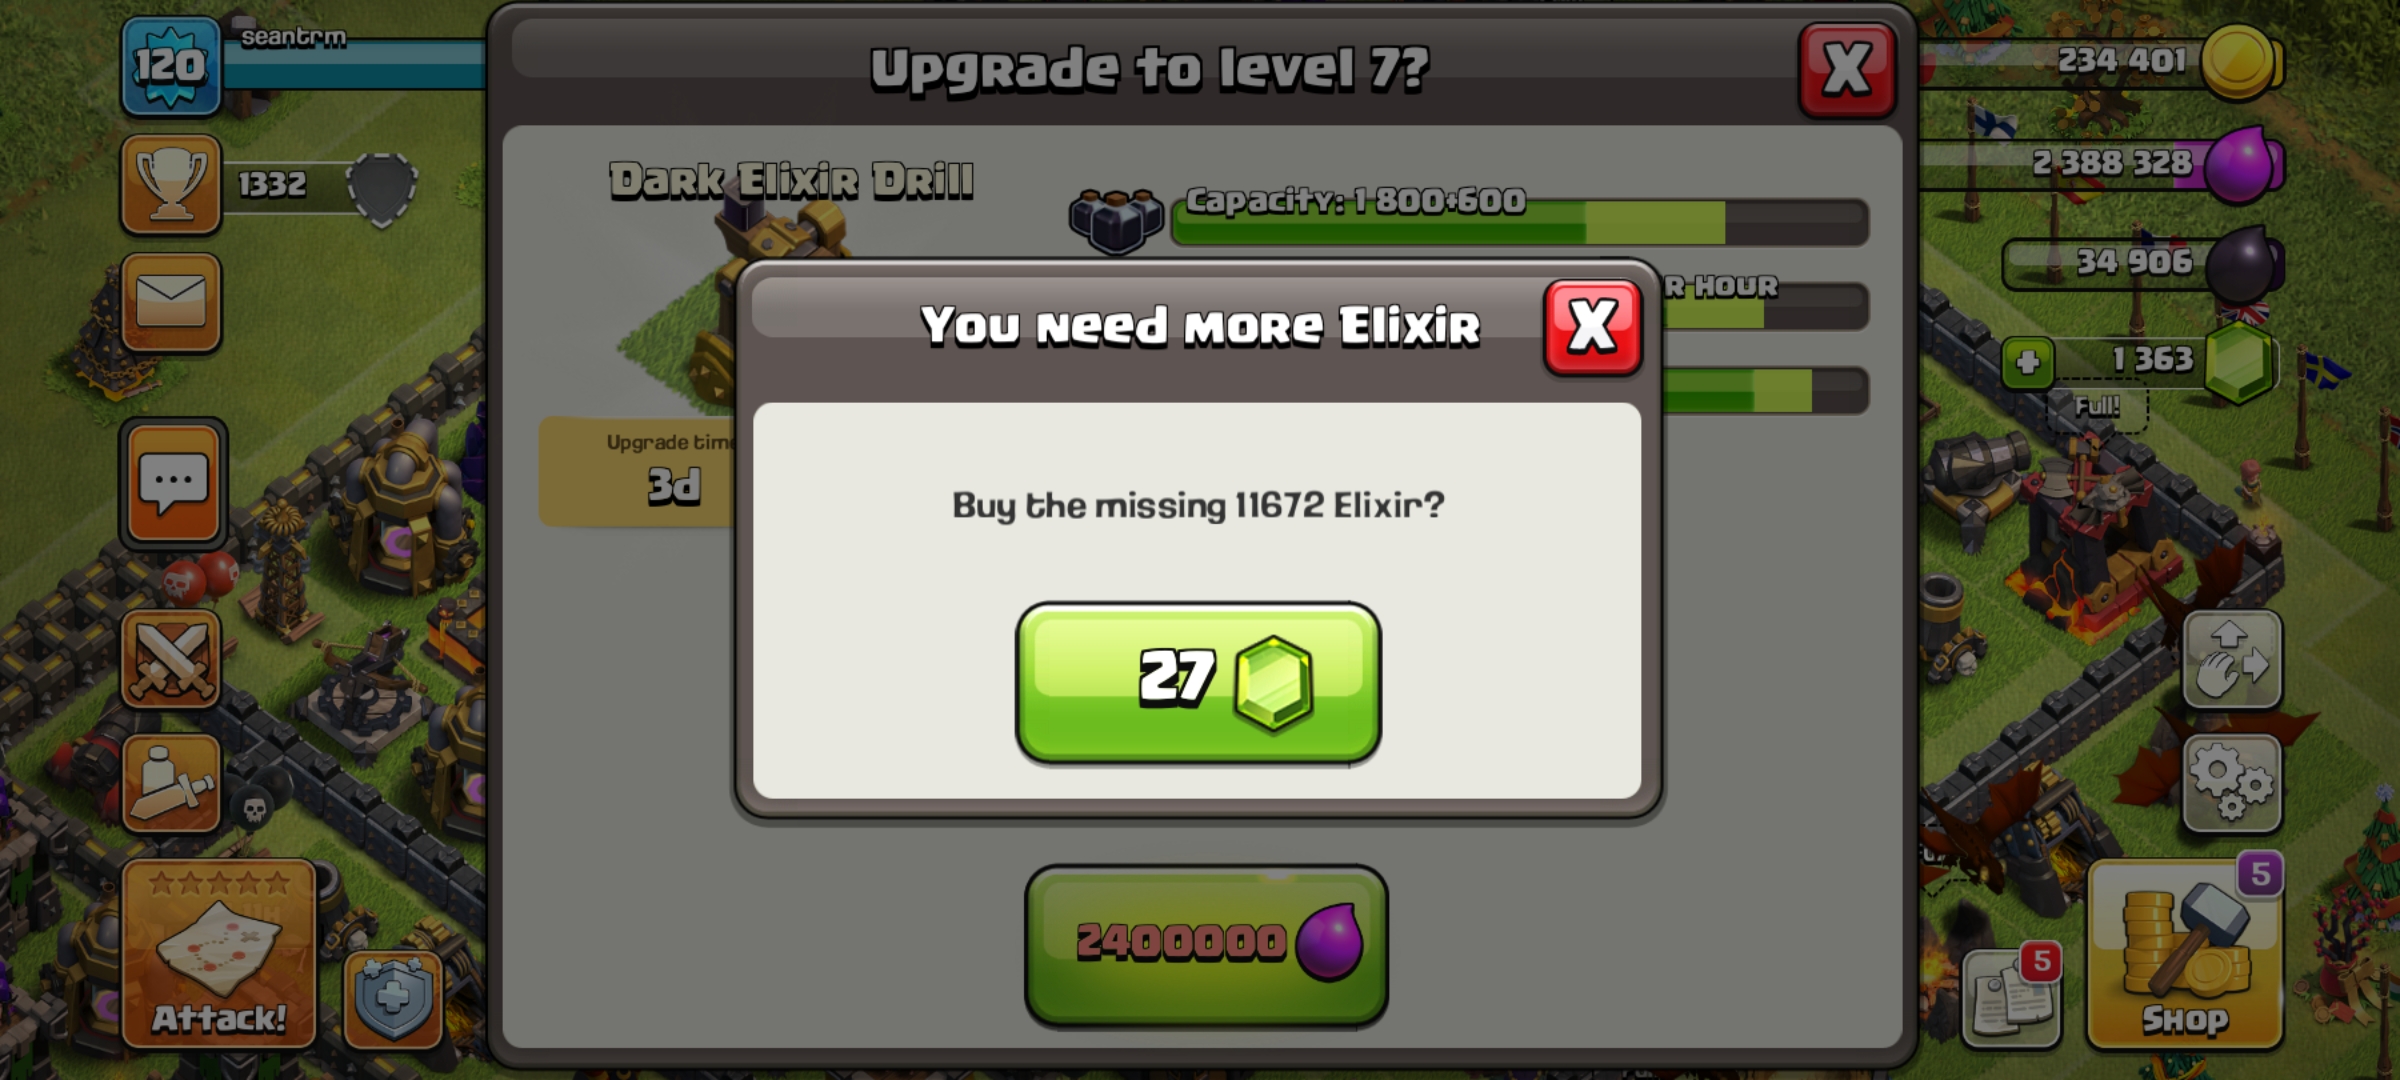 120
seantrm
Upgrade to level 7?
X
234 401
1332
Dark Elixir Drill
Capacity: 1 800+600
2 388 328
34 906
R HOUR
You need more Elixir
X
1 363
Full!
Upgrade time
3d
Buy the missing 11672 Elixir?
27
2400000
5
5
Attack!
Shop